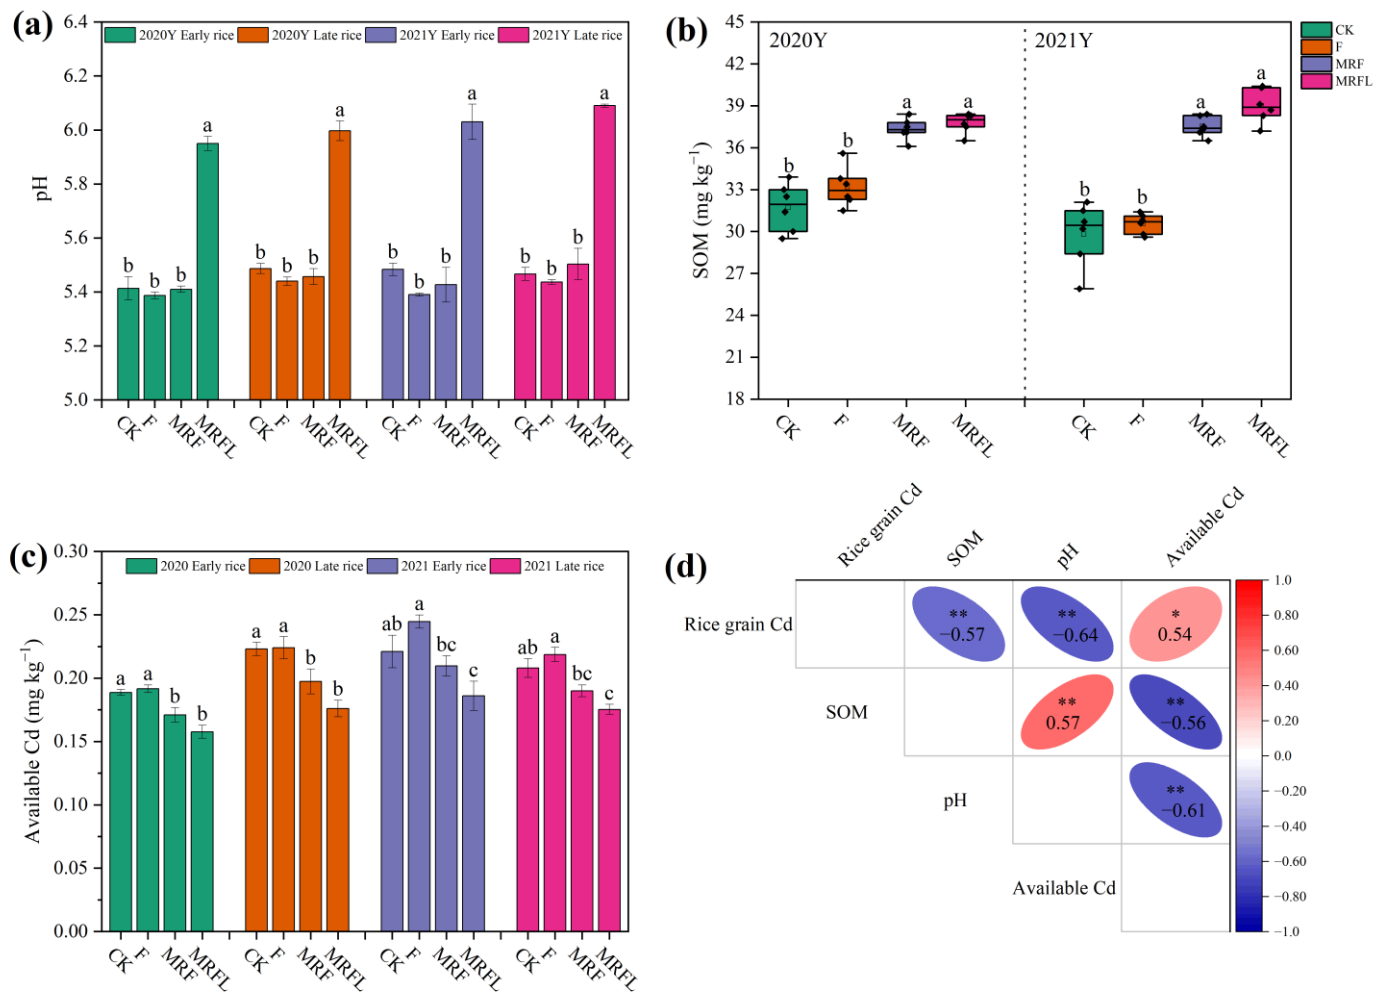 (a)
6.4
6.2
6.0
5.8
5.6
5.4
5.2
5.0
pH
2020Y Early rice 2020Y Late rice 2021Y Early rice 2021Y Late rice
b b b a b b b a b b b a b b b a
CK F MRF MRFL CK F MRF MRFL CK F MRF MRFL CK F MRF MRFL
(b)
45
42
39
36
33
30
27
24
21
18
SOM (mg kg⁻¹)
2020Y 2021Y
CK
F
MRF
MRFL
b b a a b b a a
CK F MRF MRFL CK F MRF MRFL
(c)
0.30
0.25
0.20
0.15
0.10
0.05
0.00
Available Cd (mg kg⁻¹)
2020 Early rice 2020 Late rice 2021 Early rice 2021 Late rice
a a b b a a b b ab a bc c ab a bc c
CK F MRF MRFL CK F MRF MRFL CK F MRF MRFL CK F MRF MRFL
(d)
Rice grain Cd SOM pH Available Cd
Rice grain Cd ** ** *
−0.57 −0.64 0.54
SOM ** **
0.57 −0.56
pH **
−0.61
Available Cd
1.0
0.80
0.60
0.40
0.20
0.0
−0.20
−0.40
−0.60
−0.80
−1.0